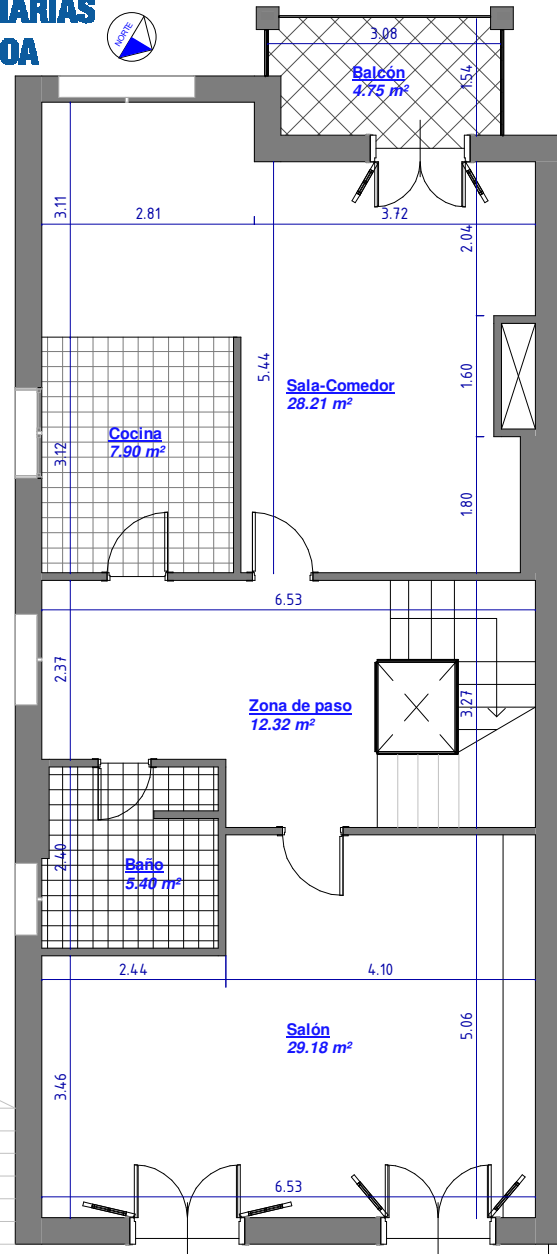 NORTE
3.08
Balcón
4.75 m²
1.54
3.11
2.81
3.72
2.04
5.44
Sala-Comedor
28.21 m²
1.60
Cocina
7.90 m²
3.12
1.80
6.53
2.37
Zona de paso
12.32 m²
3.27
2.40
Baño
5.40 m²
2.44
4.10
Salón
29.18 m²
5.06
3.46
6.53